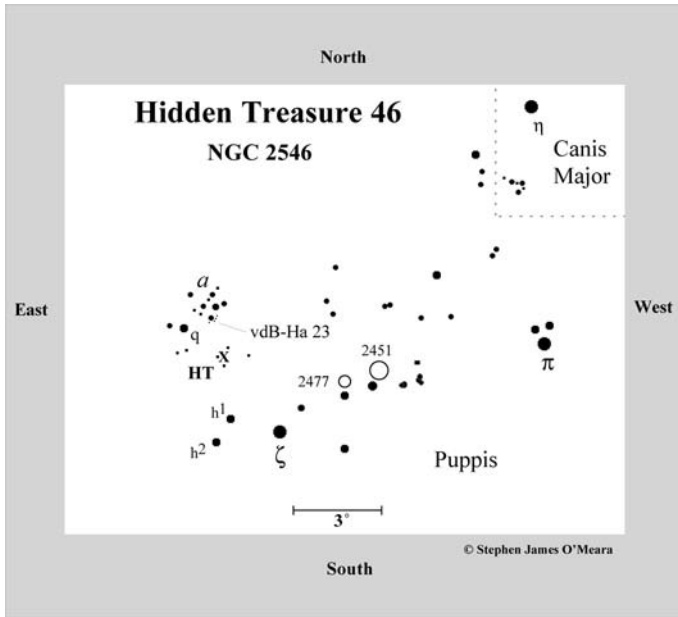 North
Hidden Treasure 46
NGC 2546
η
Canis
Major
a
East
West
vdB-Ha 23
q
2451
X
π
HT
2477
h1
h2
ζ
Puppis
3°
© Stephen James O’Meara
South